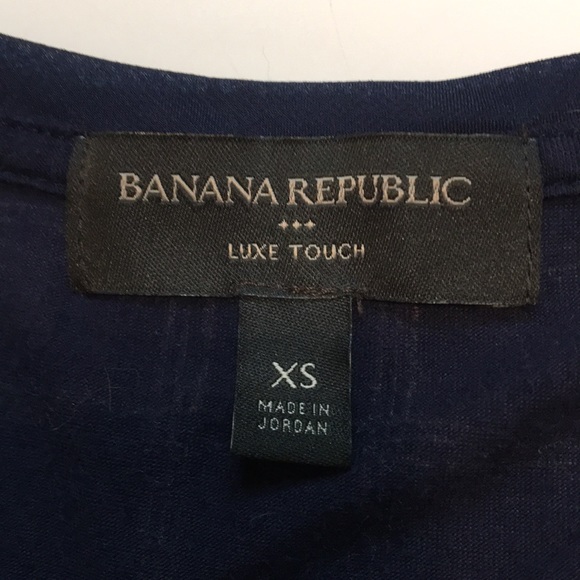 BANANA REPUBLIC
LUXE TOUCH
XS
MADE IN
JORDAN